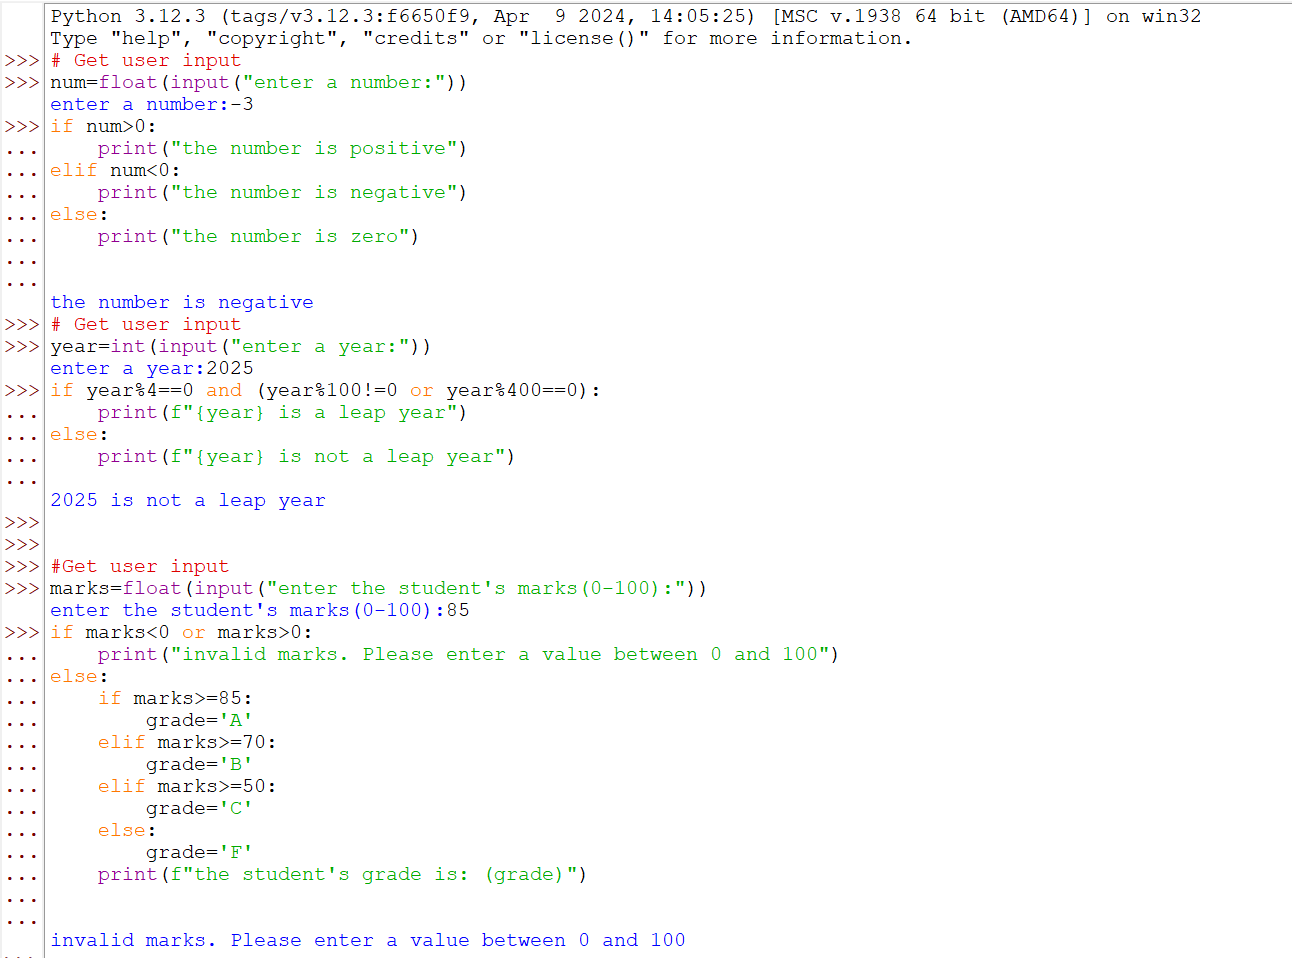 Python 3.12.3 (tags/v3.12.3:f6650f9, Apr  9 2024, 14:05:25) [MSC v.1938 64 bit (AMD64)] on win32
Type "help", "copyright", "credits" or "license()" for more information.
>>> # Get user input
>>> num=float(input("enter a number:"))
enter a number:-3
>>> if num>0:
...     print("the number is positive")
... elif num<0:
...     print("the number is negative")
... else:
...     print("the number is zero")
...
...
the number is negative
>>> # Get user input
>>> year=int(input("enter a year:"))
enter a year:2025
>>> if year%4==0 and (year%100!=0 or year%400==0):
...     print(f"{year} is a leap year")
... else:
...     print(f"{year} is not a leap year")
...
2025 is not a leap year
>>>
>>>
>>> #Get user input
>>> marks=float(input("enter the student's marks(0-100):"))
enter the student's marks(0-100):85
>>> if marks<0 or marks>0:
...     print("invalid marks. Please enter a value between 0 and 100")
... else:
...     if marks>=85:
...         grade='A'
...     elif marks>=70:
...         grade='B'
...     elif marks>=50:
...         grade='C'
...     else:
...         grade='F'
...     print(f"the student's grade is: (grade)")
...
...
invalid marks. Please enter a value between 0 and 100